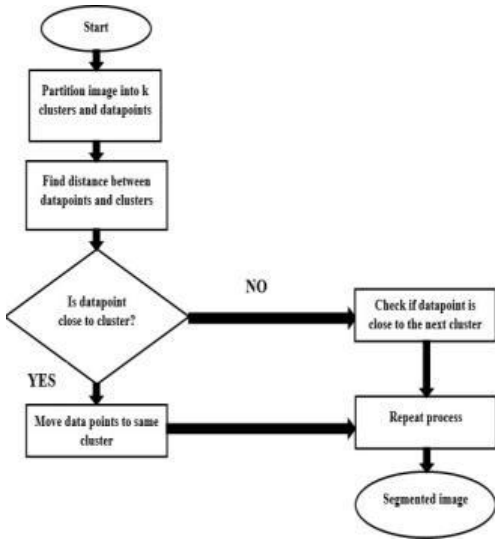 Start
Partition image into k
clusters and datapoints
Find distance between
datapoints and clusters
Is datapoint
close to cluster?
NO
Check if datapoint is
close to the next cluster
YES
Move data points to same
cluster
Repeat process
Segmented image